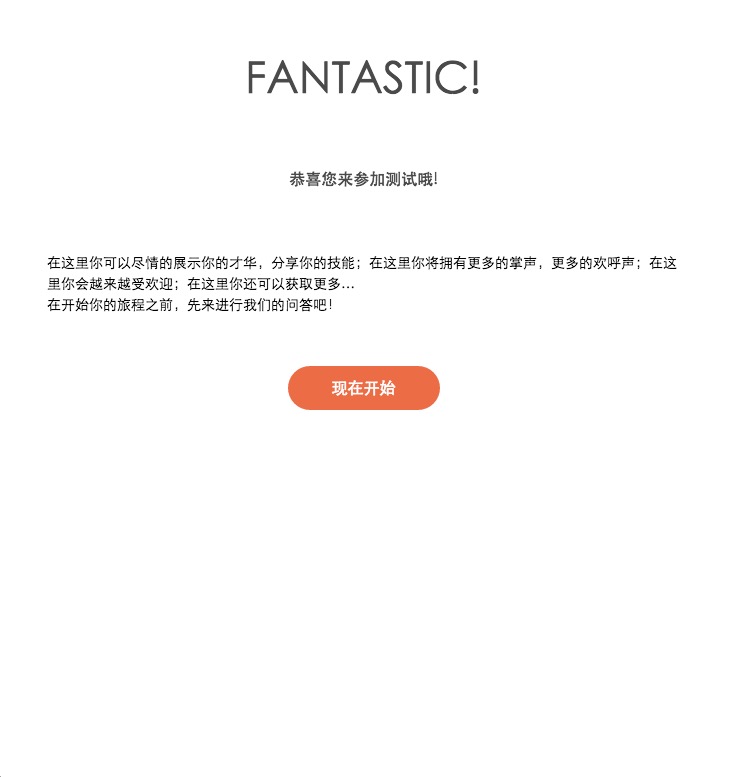 FANTASTIC!
恭喜您来参加测试哦!
在这里你可以尽情的展示你的才华，分享你的技能；在这里你将拥有更多的掌声，更多的欢呼声；在这
里你会越来越受欢迎；在这里你还可以获取更多...
在开始你的旅程之前，先来进行我们的问答吧！
现在开始